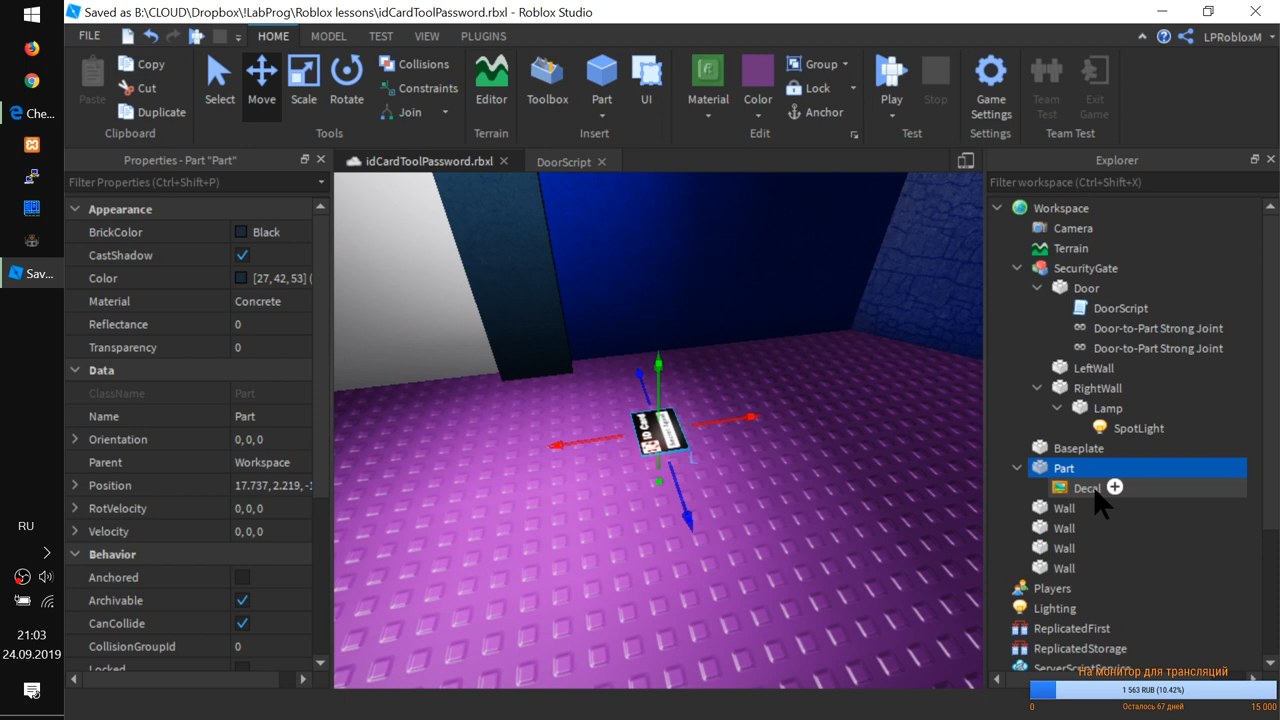 Saved as B:\CLOUD\Dropbox\!LabProg\Roblox lessons\idCardToolPassword.rbxl - Roblox Studio
FILE HOME MODEL TEST VIEW PLUGINS LPRobloxM
Copy
Cut
Duplicate
Paste
Clipboard
Select
Move
Scale
Rotate
Collisions
Constraints
Join
Tools
Editor
Terrain
Toolbox
Part
UI
Insert
Material
Color
Group
Lock
Anchor
Edit
Play
Stop
Test
Game Settings
Settings
Team Test
Exit Game
Team Test
Properties - Part "Part"
Filter Properties (Ctrl+Shift+P)
Appearance
BrickColor Black
CastShadow
Color [27, 42, 53] (
Material Concrete
Reflectance 0
Transparency 0
Data
ClassName Part
Name Part
Orientation 0, 0, 0
Parent Workspace
Position 17.737, 2.219, -
RotVelocity 0, 0, 0
Velocity 0, 0, 0
Behavior
Anchored
Archivable
CanCollide
CollisionGroupId 0
Locked
idCardToolPassword.rbxl
DoorScript
ID Card
Explorer
Filter workspace (Ctrl+Shift+X)
Workspace
Camera
Terrain
SecurityGate
Door
DoorScript
Door-to-Part Strong Joint
Door-to-Part Strong Joint
LeftWall
RightWall
Lamp
SpotLight
Baseplate
Part
Decal
Wall
Wall
Wall
Wall
Players
Lighting
ReplicatedFirst
ReplicatedStorage
ServerScriptService
На монитор для трансляций
1 563 RUB (10.42%)
0 Осталось 67 дней 15 000
Che...
Sav...
RU
21:03
24.09.2019